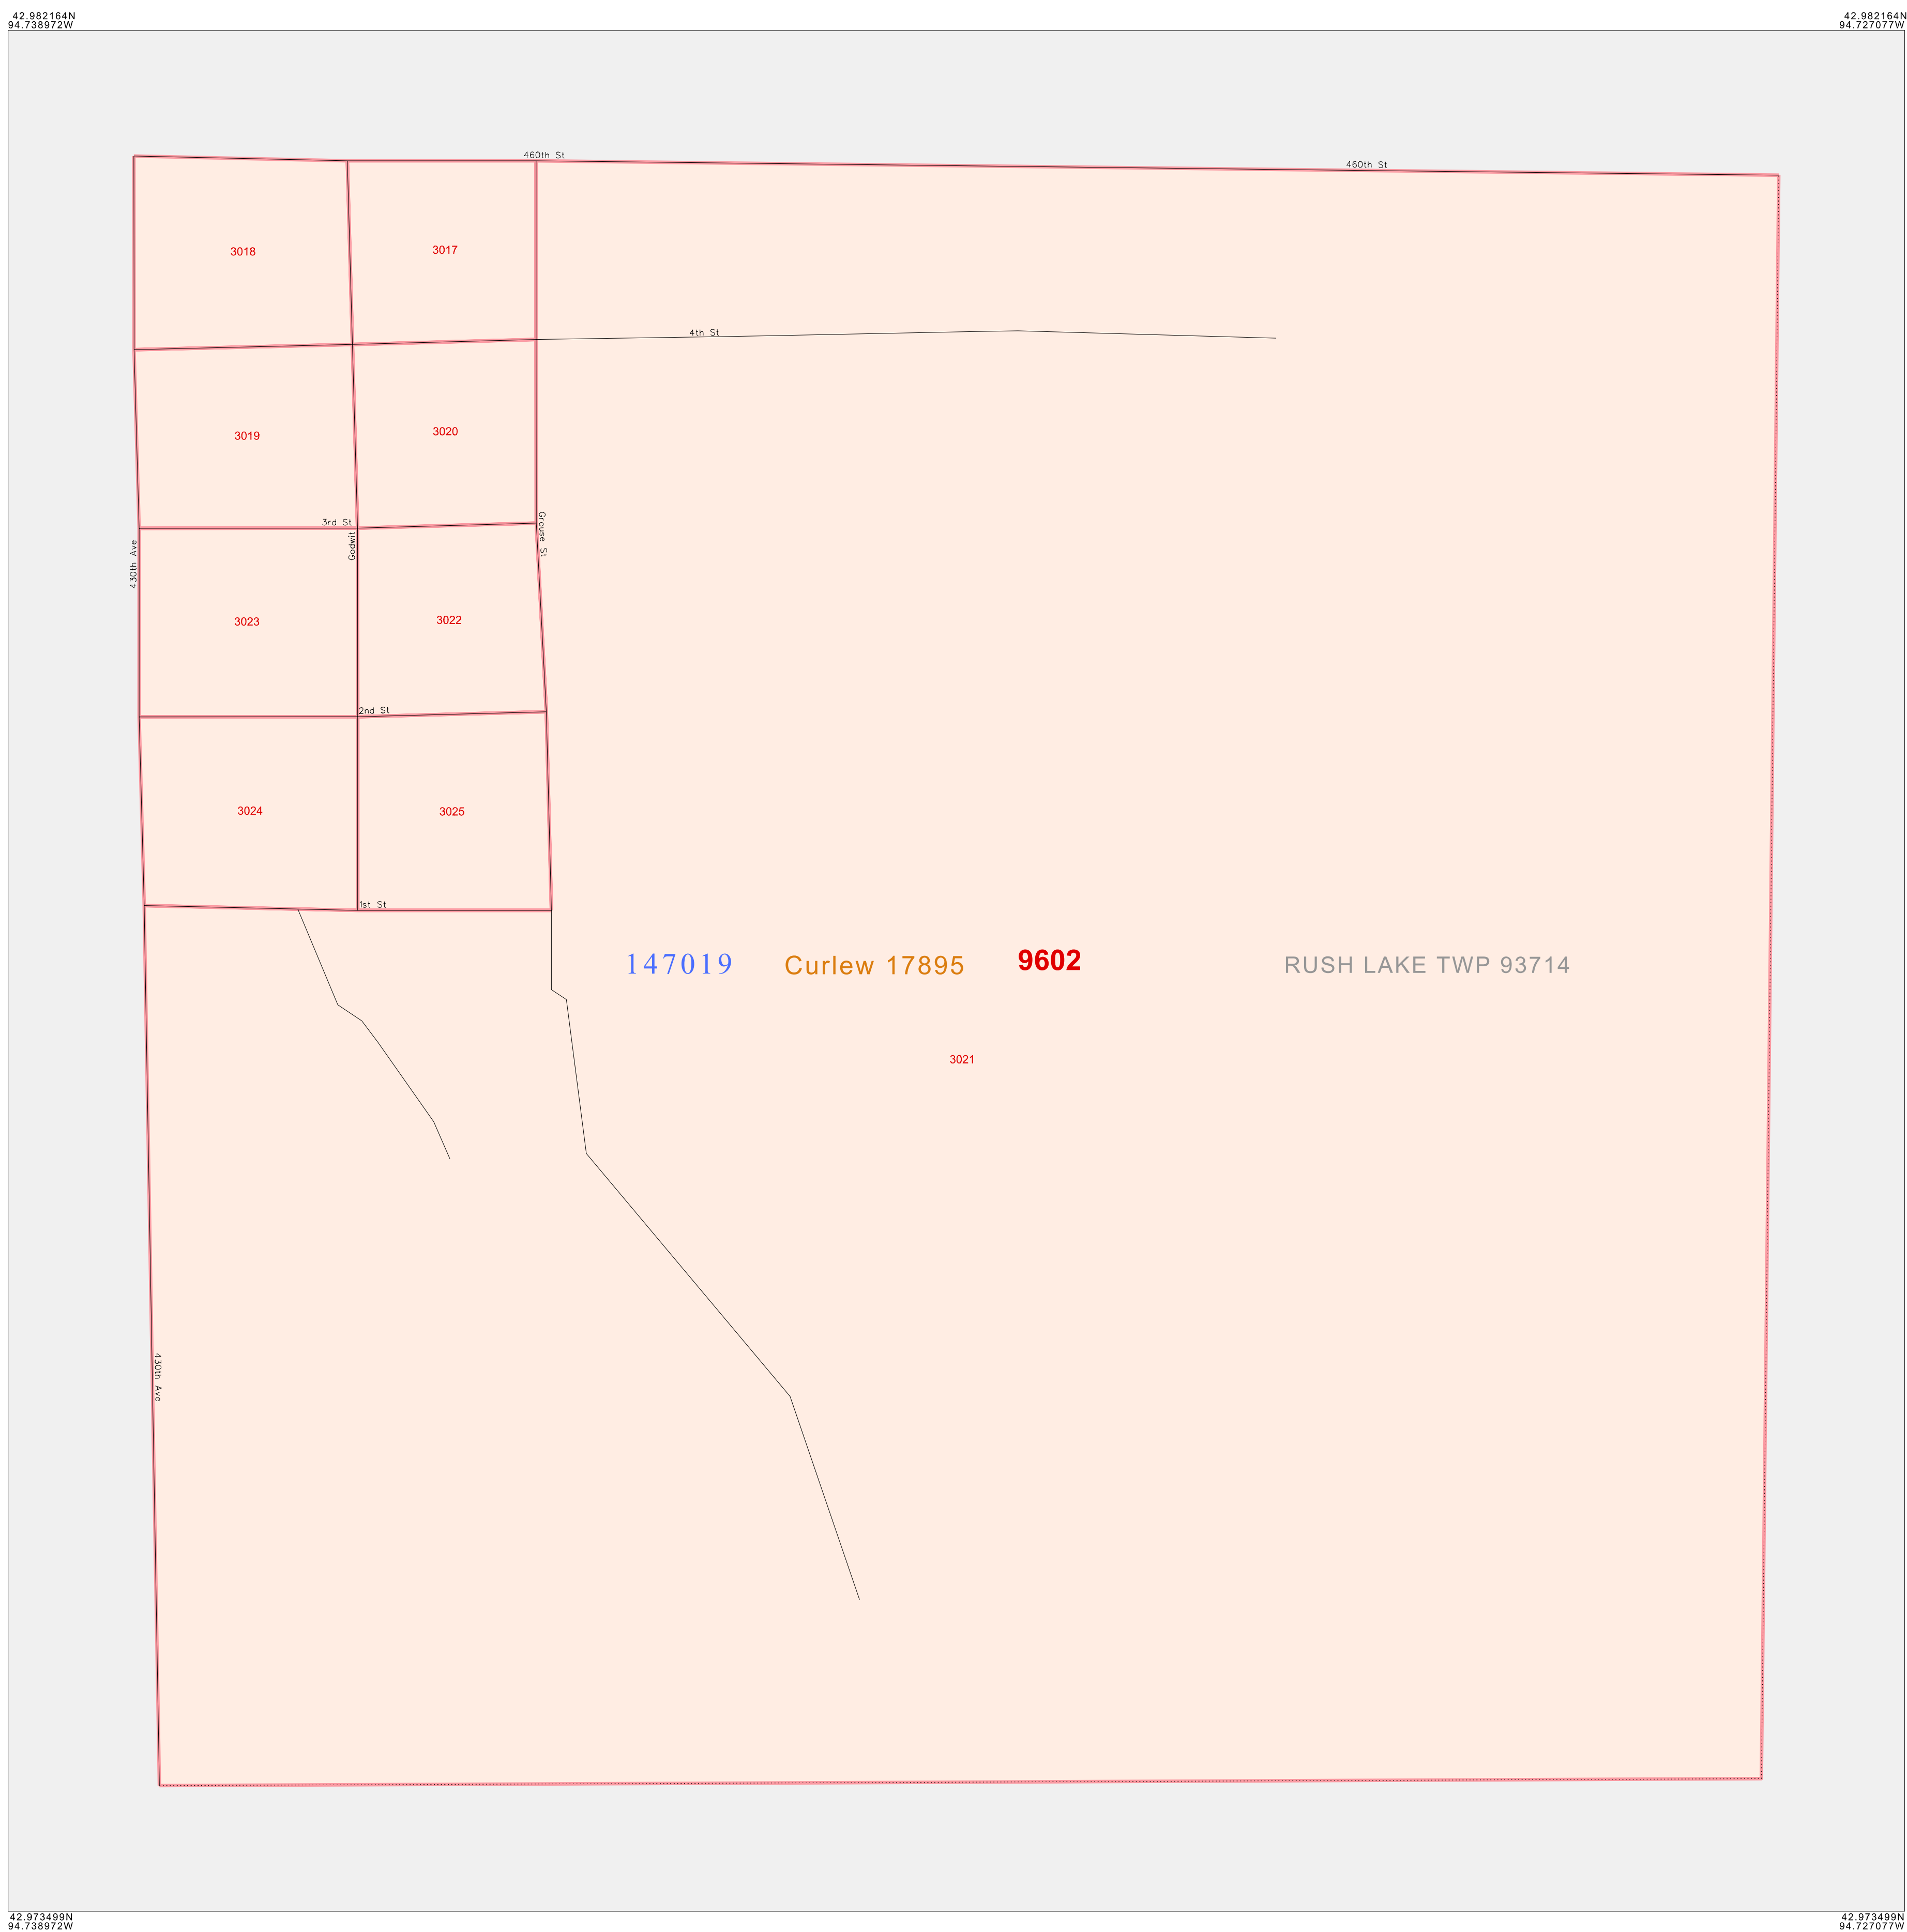 42.982164N
94.738972W
42.982164N
94.727077W
460th St
460th St
3018
3017
4th St
3019
3020
3rd St
Godwit
Grouse St
430th Ave
3023
3022
2nd St
3024
3025
1st St
147019
Curlew 17895
9602
RUSH LAKE TWP 93714
3021
430th Ave
42.973499N
94.738972W
42.973499N
94.727077W